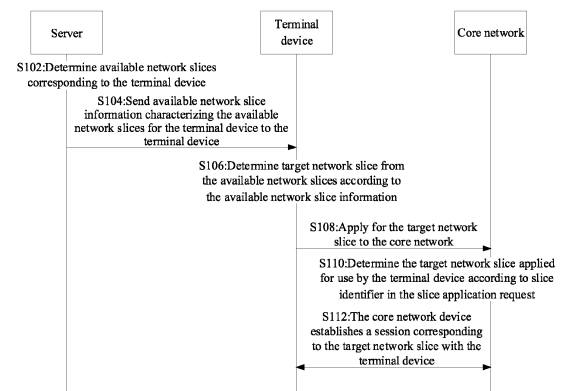 Server
Terminal
device
Core network
S102:Determine available network slices
corresponding to the terminal device
S104:Send available network slice
information characterizing the available
network slices for the terminal device to the
terminal device
S106:Determine target network slice from
the available network slices according to
the available network slice information
S108:Apply for the target network
slice to the core network
S110:Determine the target network slice applied
for use by the terminal device according to slice
identifier in the slice application request
S112:The core network device
establishes a session corresponding
to the target network slice with the
terminal device